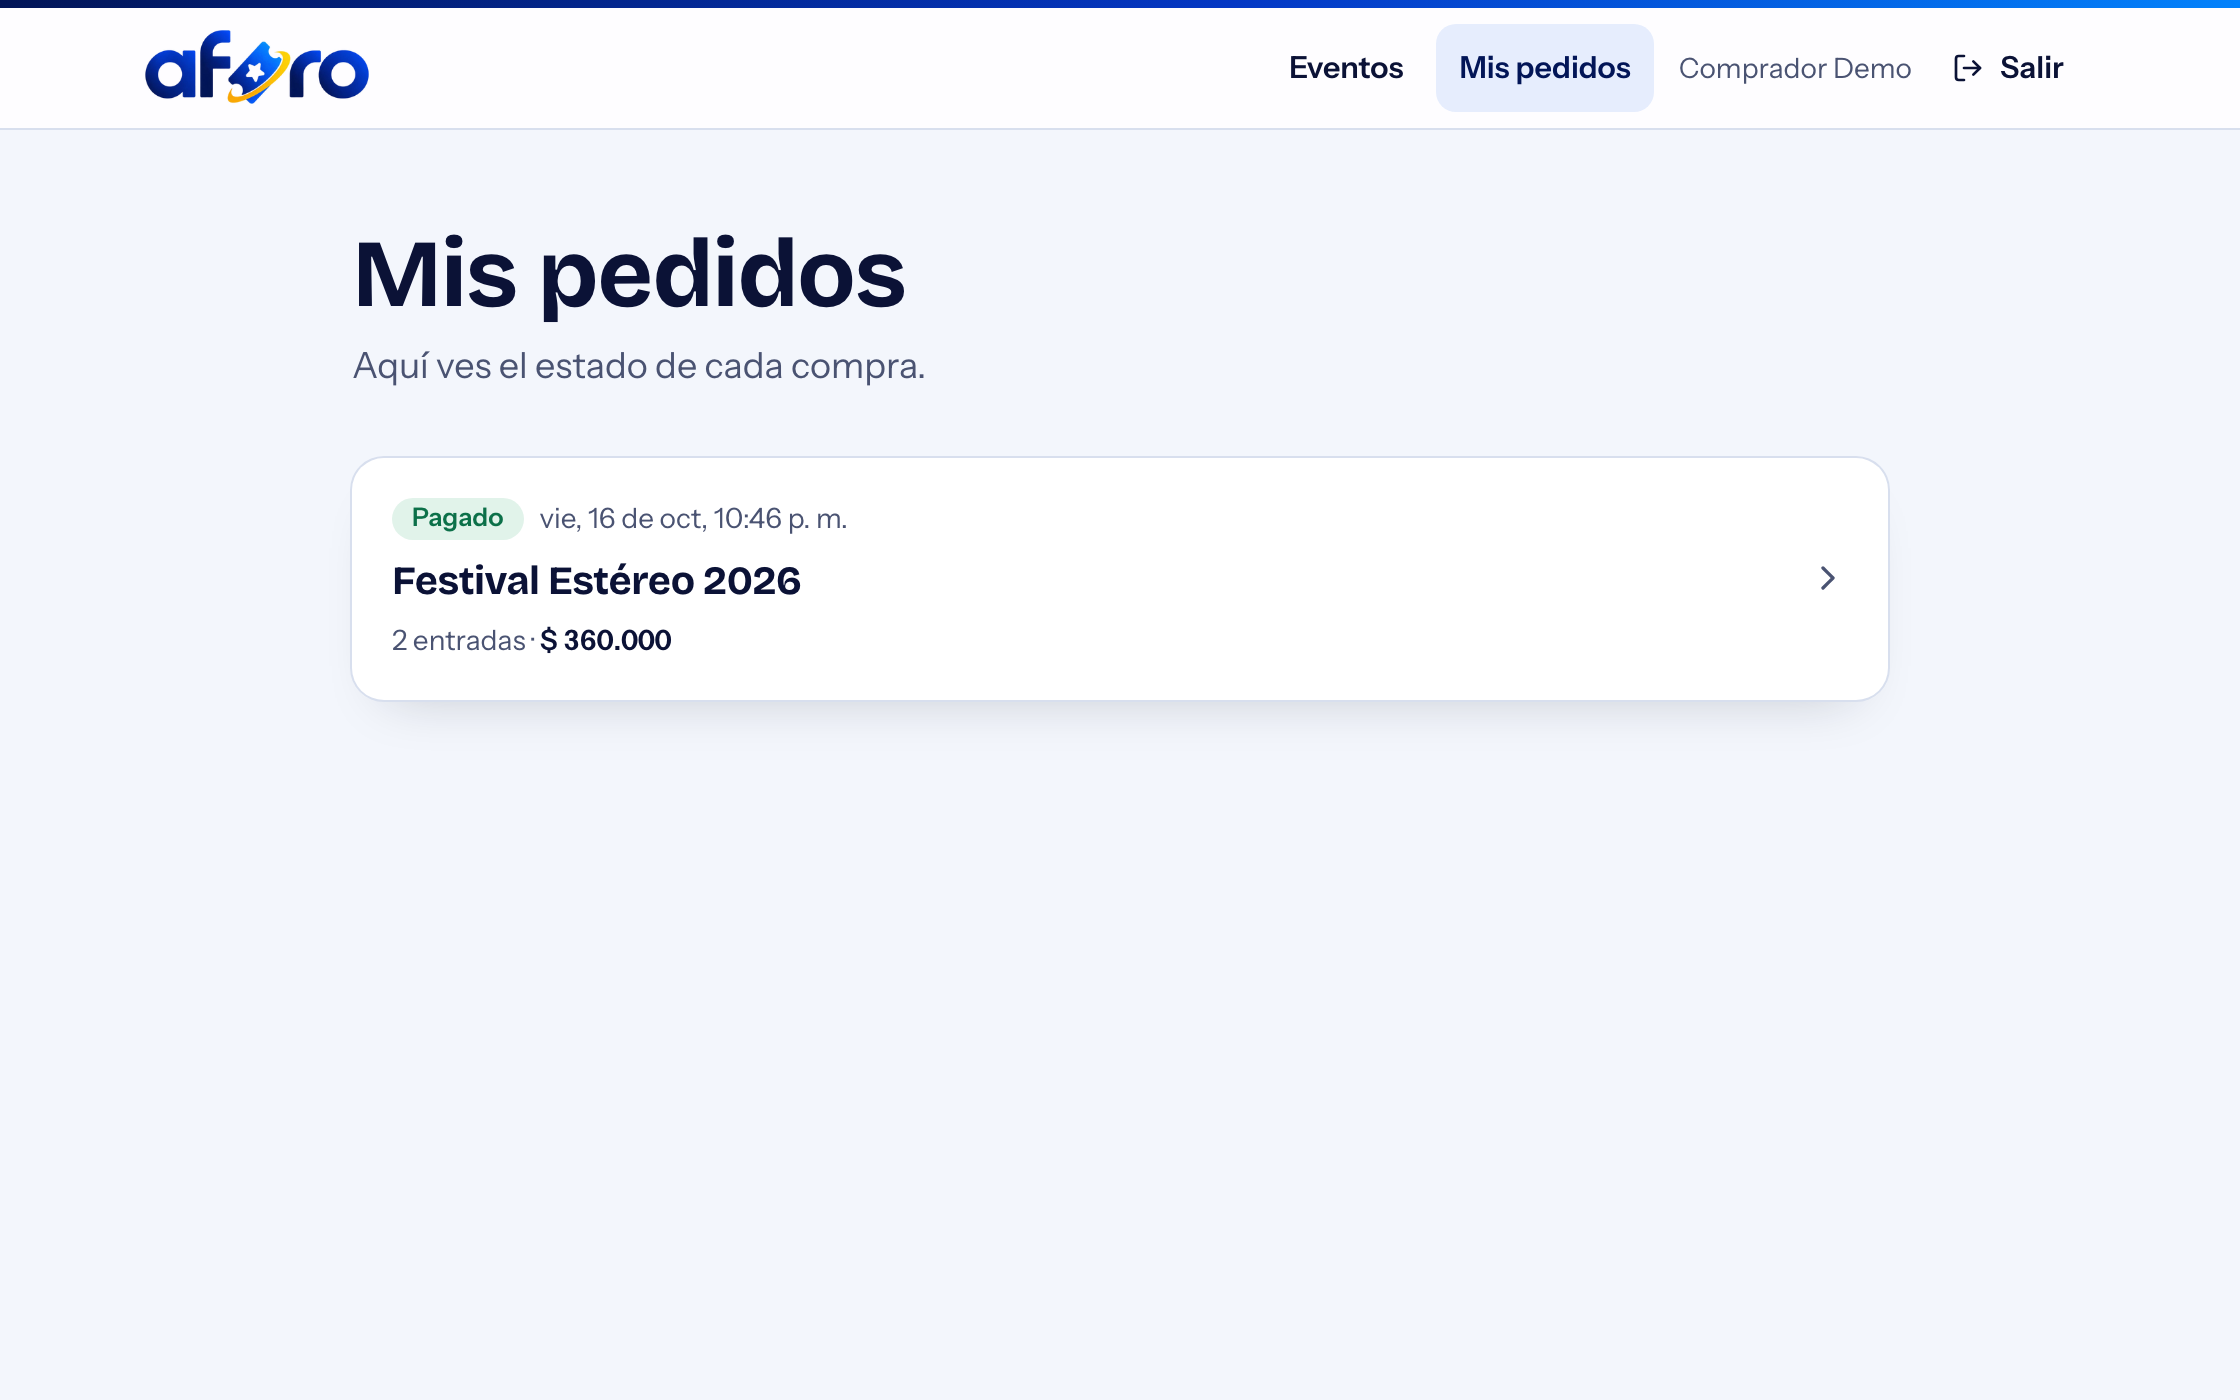 aforo
Eventos
Mis pedidos
Comprador Demo
Salir
Mis pedidos
Aquí ves el estado de cada compra.
Pagado
vie, 16 de oct, 10:46 p. m.
Festival Estéreo 2026
2 entradas · $ 360.000